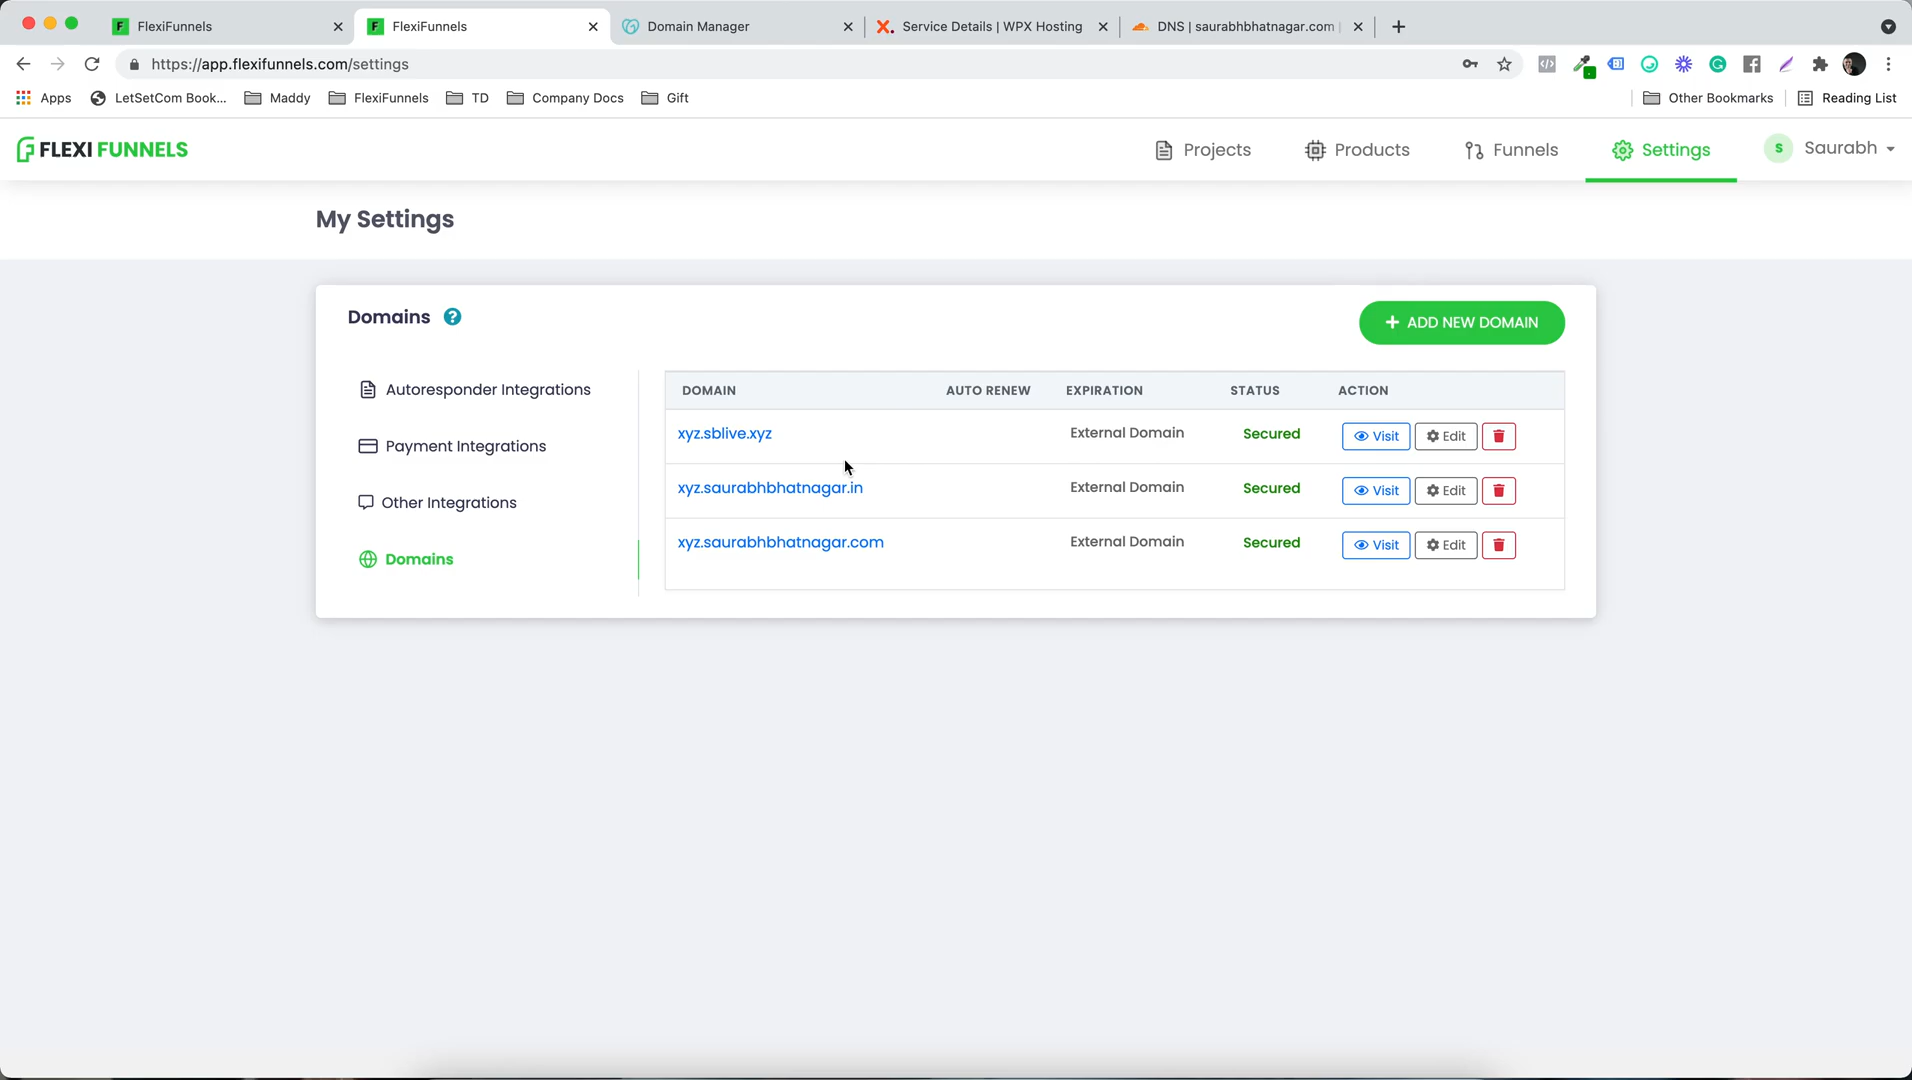 FlexiFunnels
FlexiFunnels
Domain Manager
Service Details | WPX Hosting
DNS | saurabhbhatnagar.com |
https://app.flexifunnels.com/settings
Apps
LetSetCom Book...
Maddy
FlexiFunnels
TD
Company Docs
Gift
Other Bookmarks
Reading List
FLEXI FUNNELS
Projects
Products
Funnels
Settings
S
Saurabh
My Settings
Domains ?
+ ADD NEW DOMAIN
Autoresponder Integrations
Payment Integrations
Other Integrations
Domains
DOMAIN AUTO RENEW EXPIRATION STATUS ACTION
xyz.sblive.xyz External Domain Secured Visit Edit
xyz.saurabhbhatnagar.in External Domain Secured Visit Edit
xyz.saurabhbhatnagar.com External Domain Secured Visit Edit